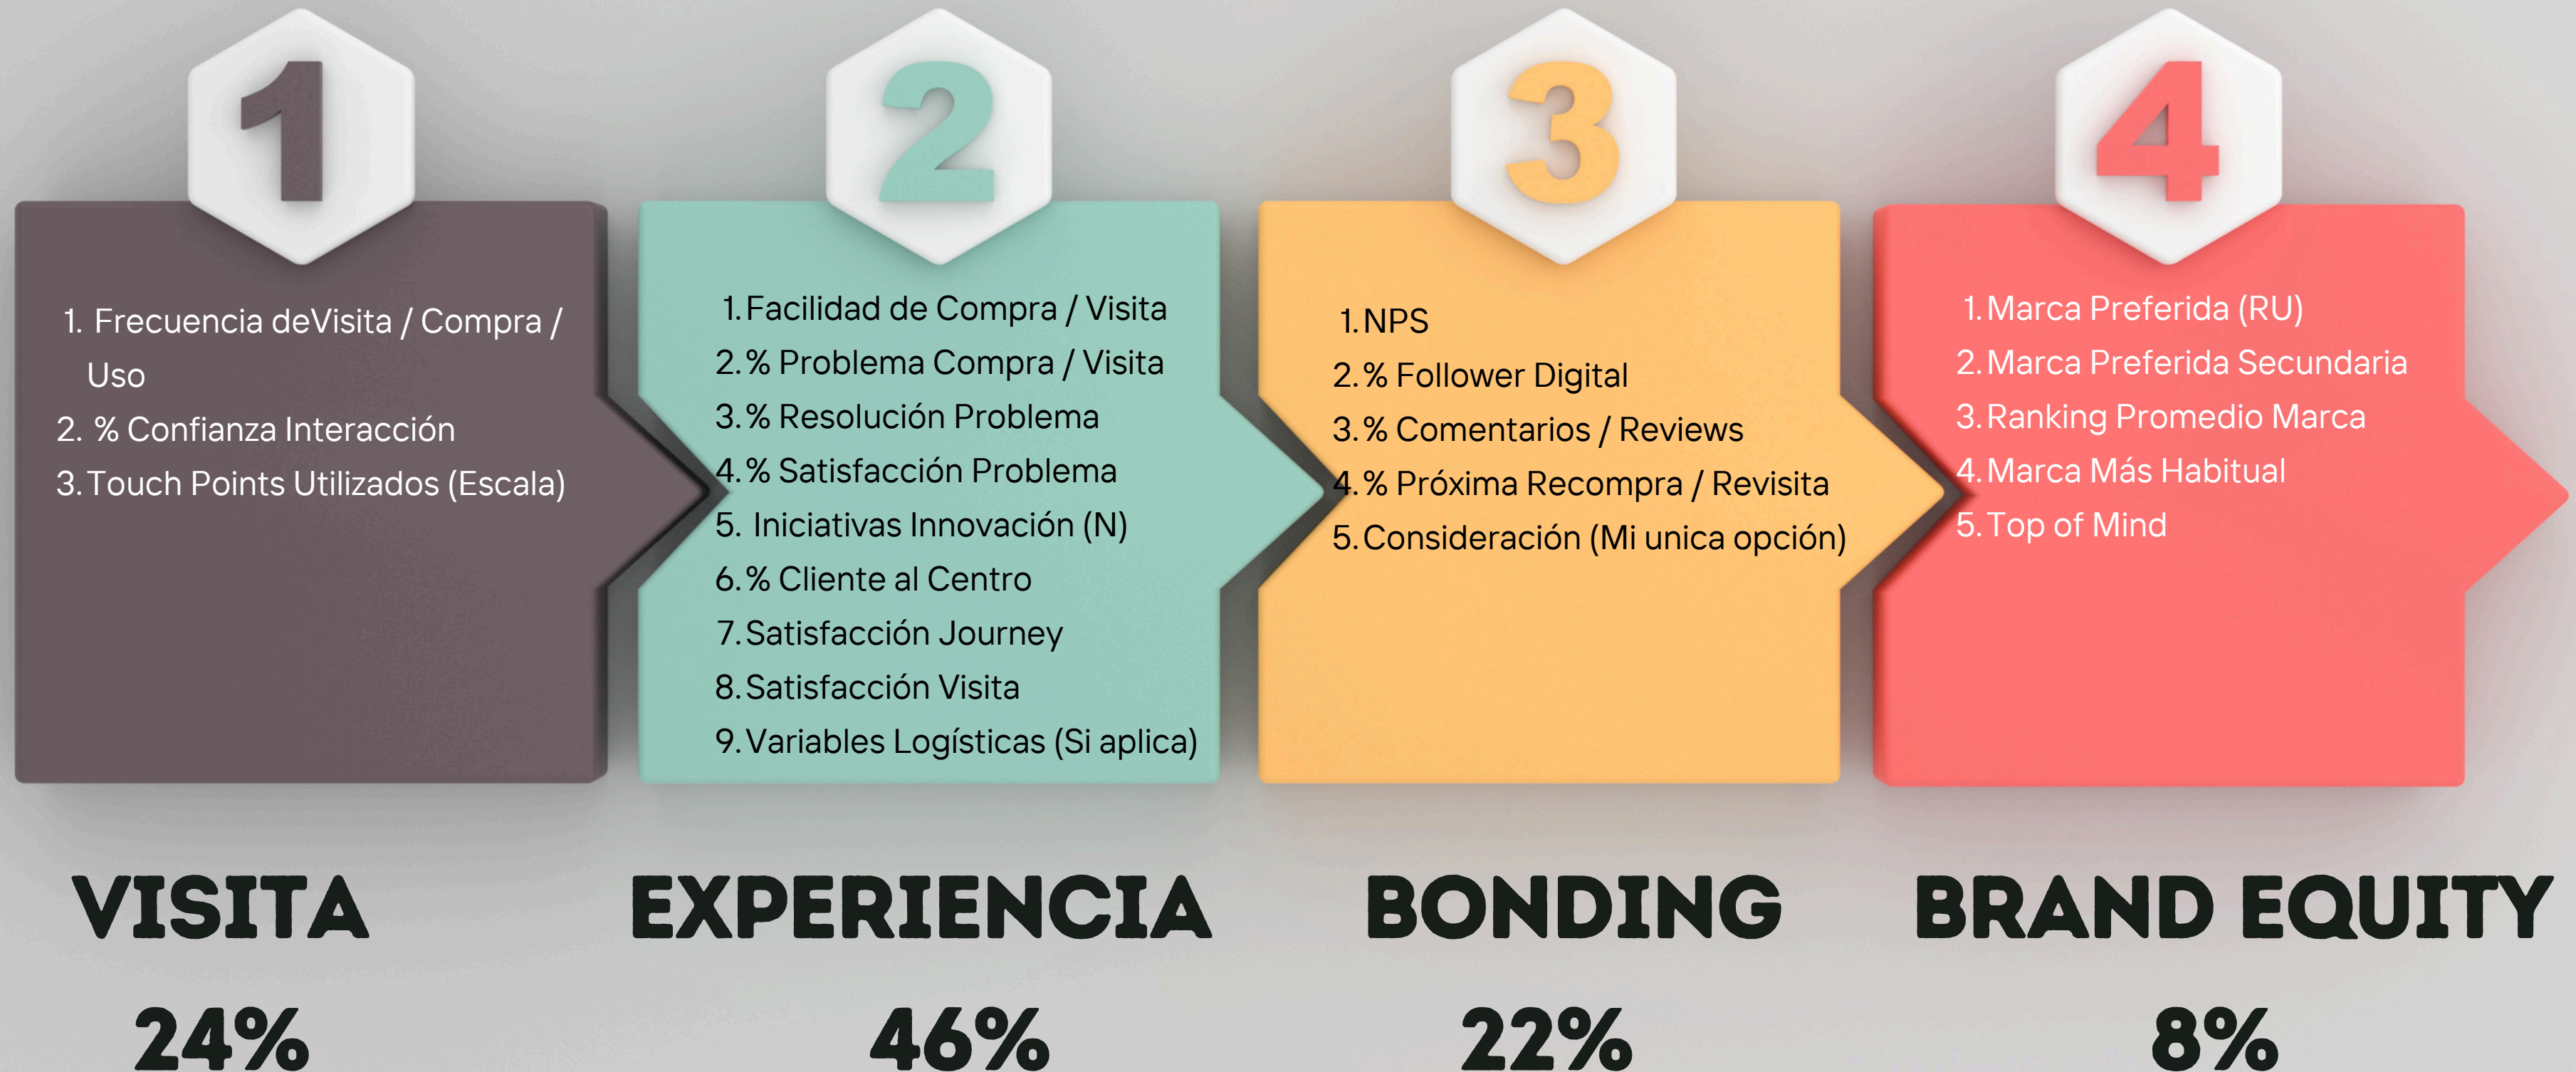 1
1. Frecuencia deVisita / Compra /
Uso
2. % Confianza Interacción
3. Touch Points Utilizados (Escala)
VISITA
24%
2
1. Facilidad de Compra / Visita
2. % Problema Compra / Visita
3. % Resolución Problema
4. % Satisfacción Problema
5. Iniciativas Innovación (N)
6. % Cliente al Centro
7. Satisfacción Journey
8. Satisfacción Visita
9. Variables Logísticas (Si aplica)
EXPERIENCIA
46%
3
1. NPS
2. % Follower Digital
3. % Comentarios / Reviews
4. % Próxima Recompra / Revisita
5. Consideración (Mi unica opción)
BONDING
22%
4
1. Marca Preferida (RU)
2. Marca Preferida Secundaria
3. Ranking Promedio Marca
4. Marca Más Habitual
5. Top of Mind
BRAND EQUITY
8%